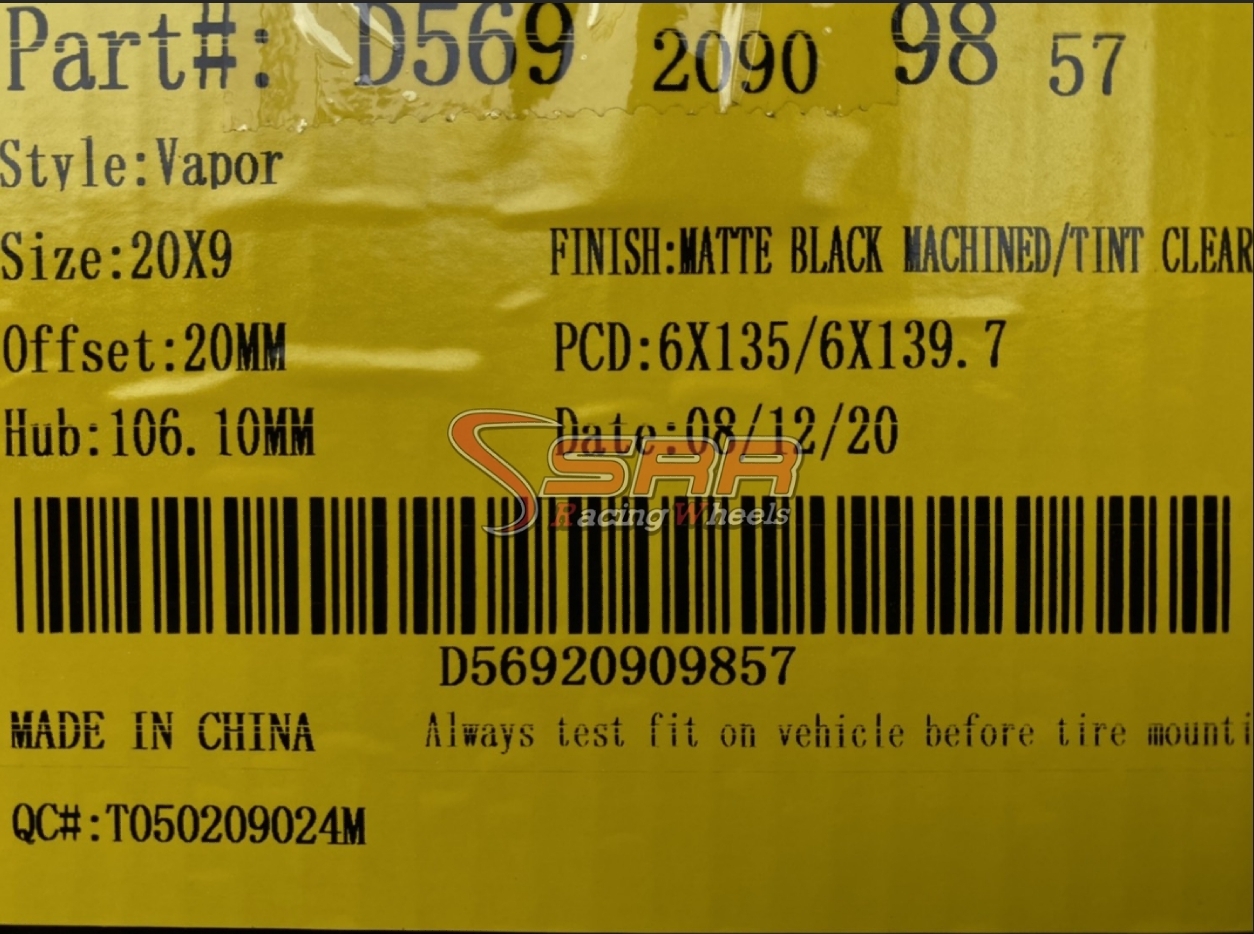 Part#: D569 2090 98 57
Style:Vapor
Size:20X9 FINISH:MATTE BLACK MACHINED/TINT CLEAR
Offset:20MM PCD:6X135/6X139.7
Hub:106.10MM Date:08/12/20
SRR
Racing Wheels
D56920909857
MADE IN CHINA Always test fit on vehicle before tire mounti
QC#:T050209024M